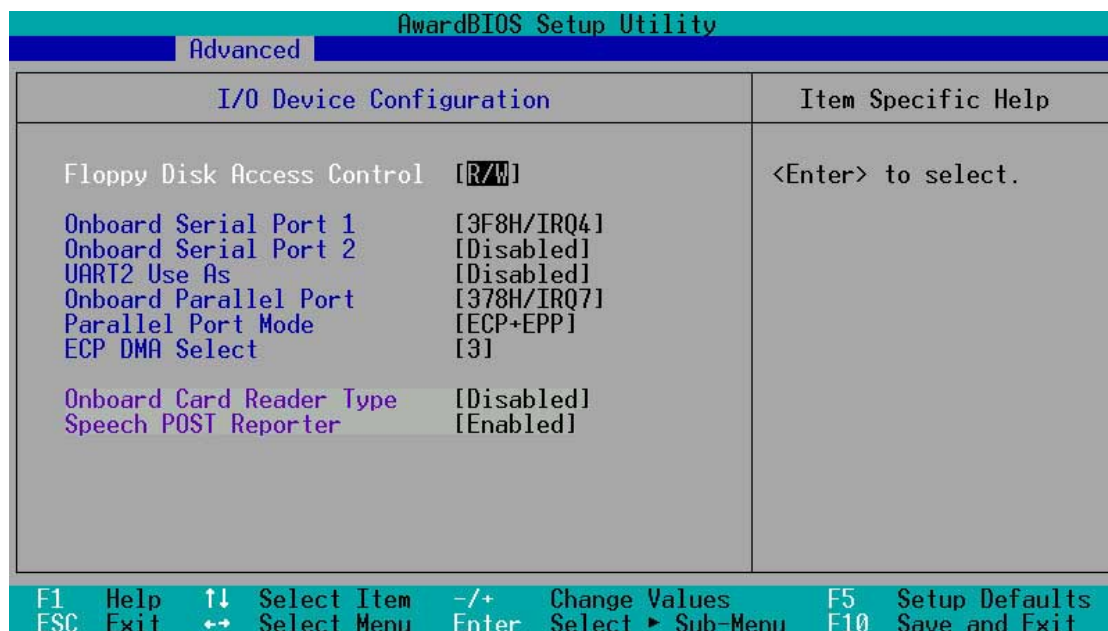 AwardBIOS Setup Utility
Advanced
I/O Device Configuration
Item Specific Help
Floppy Disk Access Control [R/W]
<Enter> to select.
Onboard Serial Port 1 [3F8H/IRQ4]
Onboard Serial Port 2 [Disabled]
UART2 Use As [Disabled]
Onboard Parallel Port [378H/IRQ7]
Parallel Port Mode [ECP+EPP]
ECP DMA Select [3]
Onboard Card Reader Type [Disabled]
Speech POST Reporter [Enabled]
F1 Help ↑↓ Select Item -/+ Change Values F5 Setup Defaults
ESC Exit ←→ Select Menu Enter Select ► Sub-Menu F10 Save and Exit